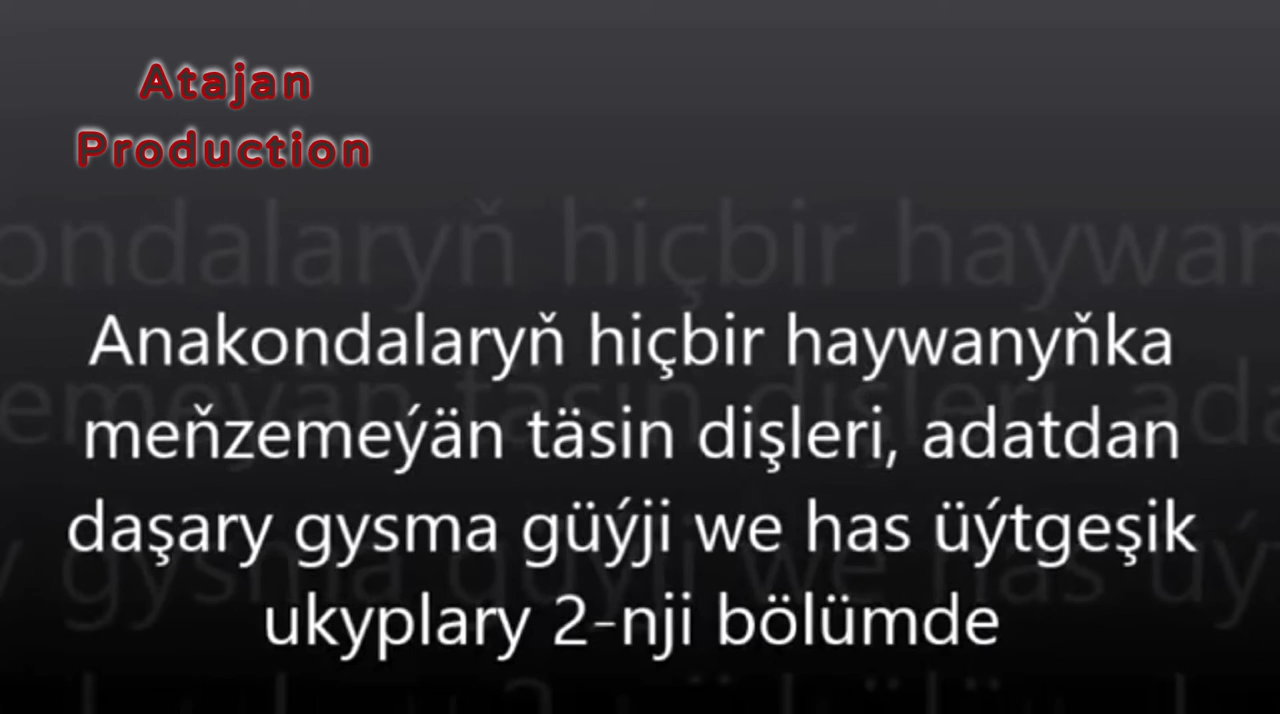 Atajan
Production
Anakondalaryň hiçbir haywanyňka
meňzemeýän täsin dişleri, adatdan
daşary gysma güýji we has üýtgeşik
ukyplary 2-nji bölümde